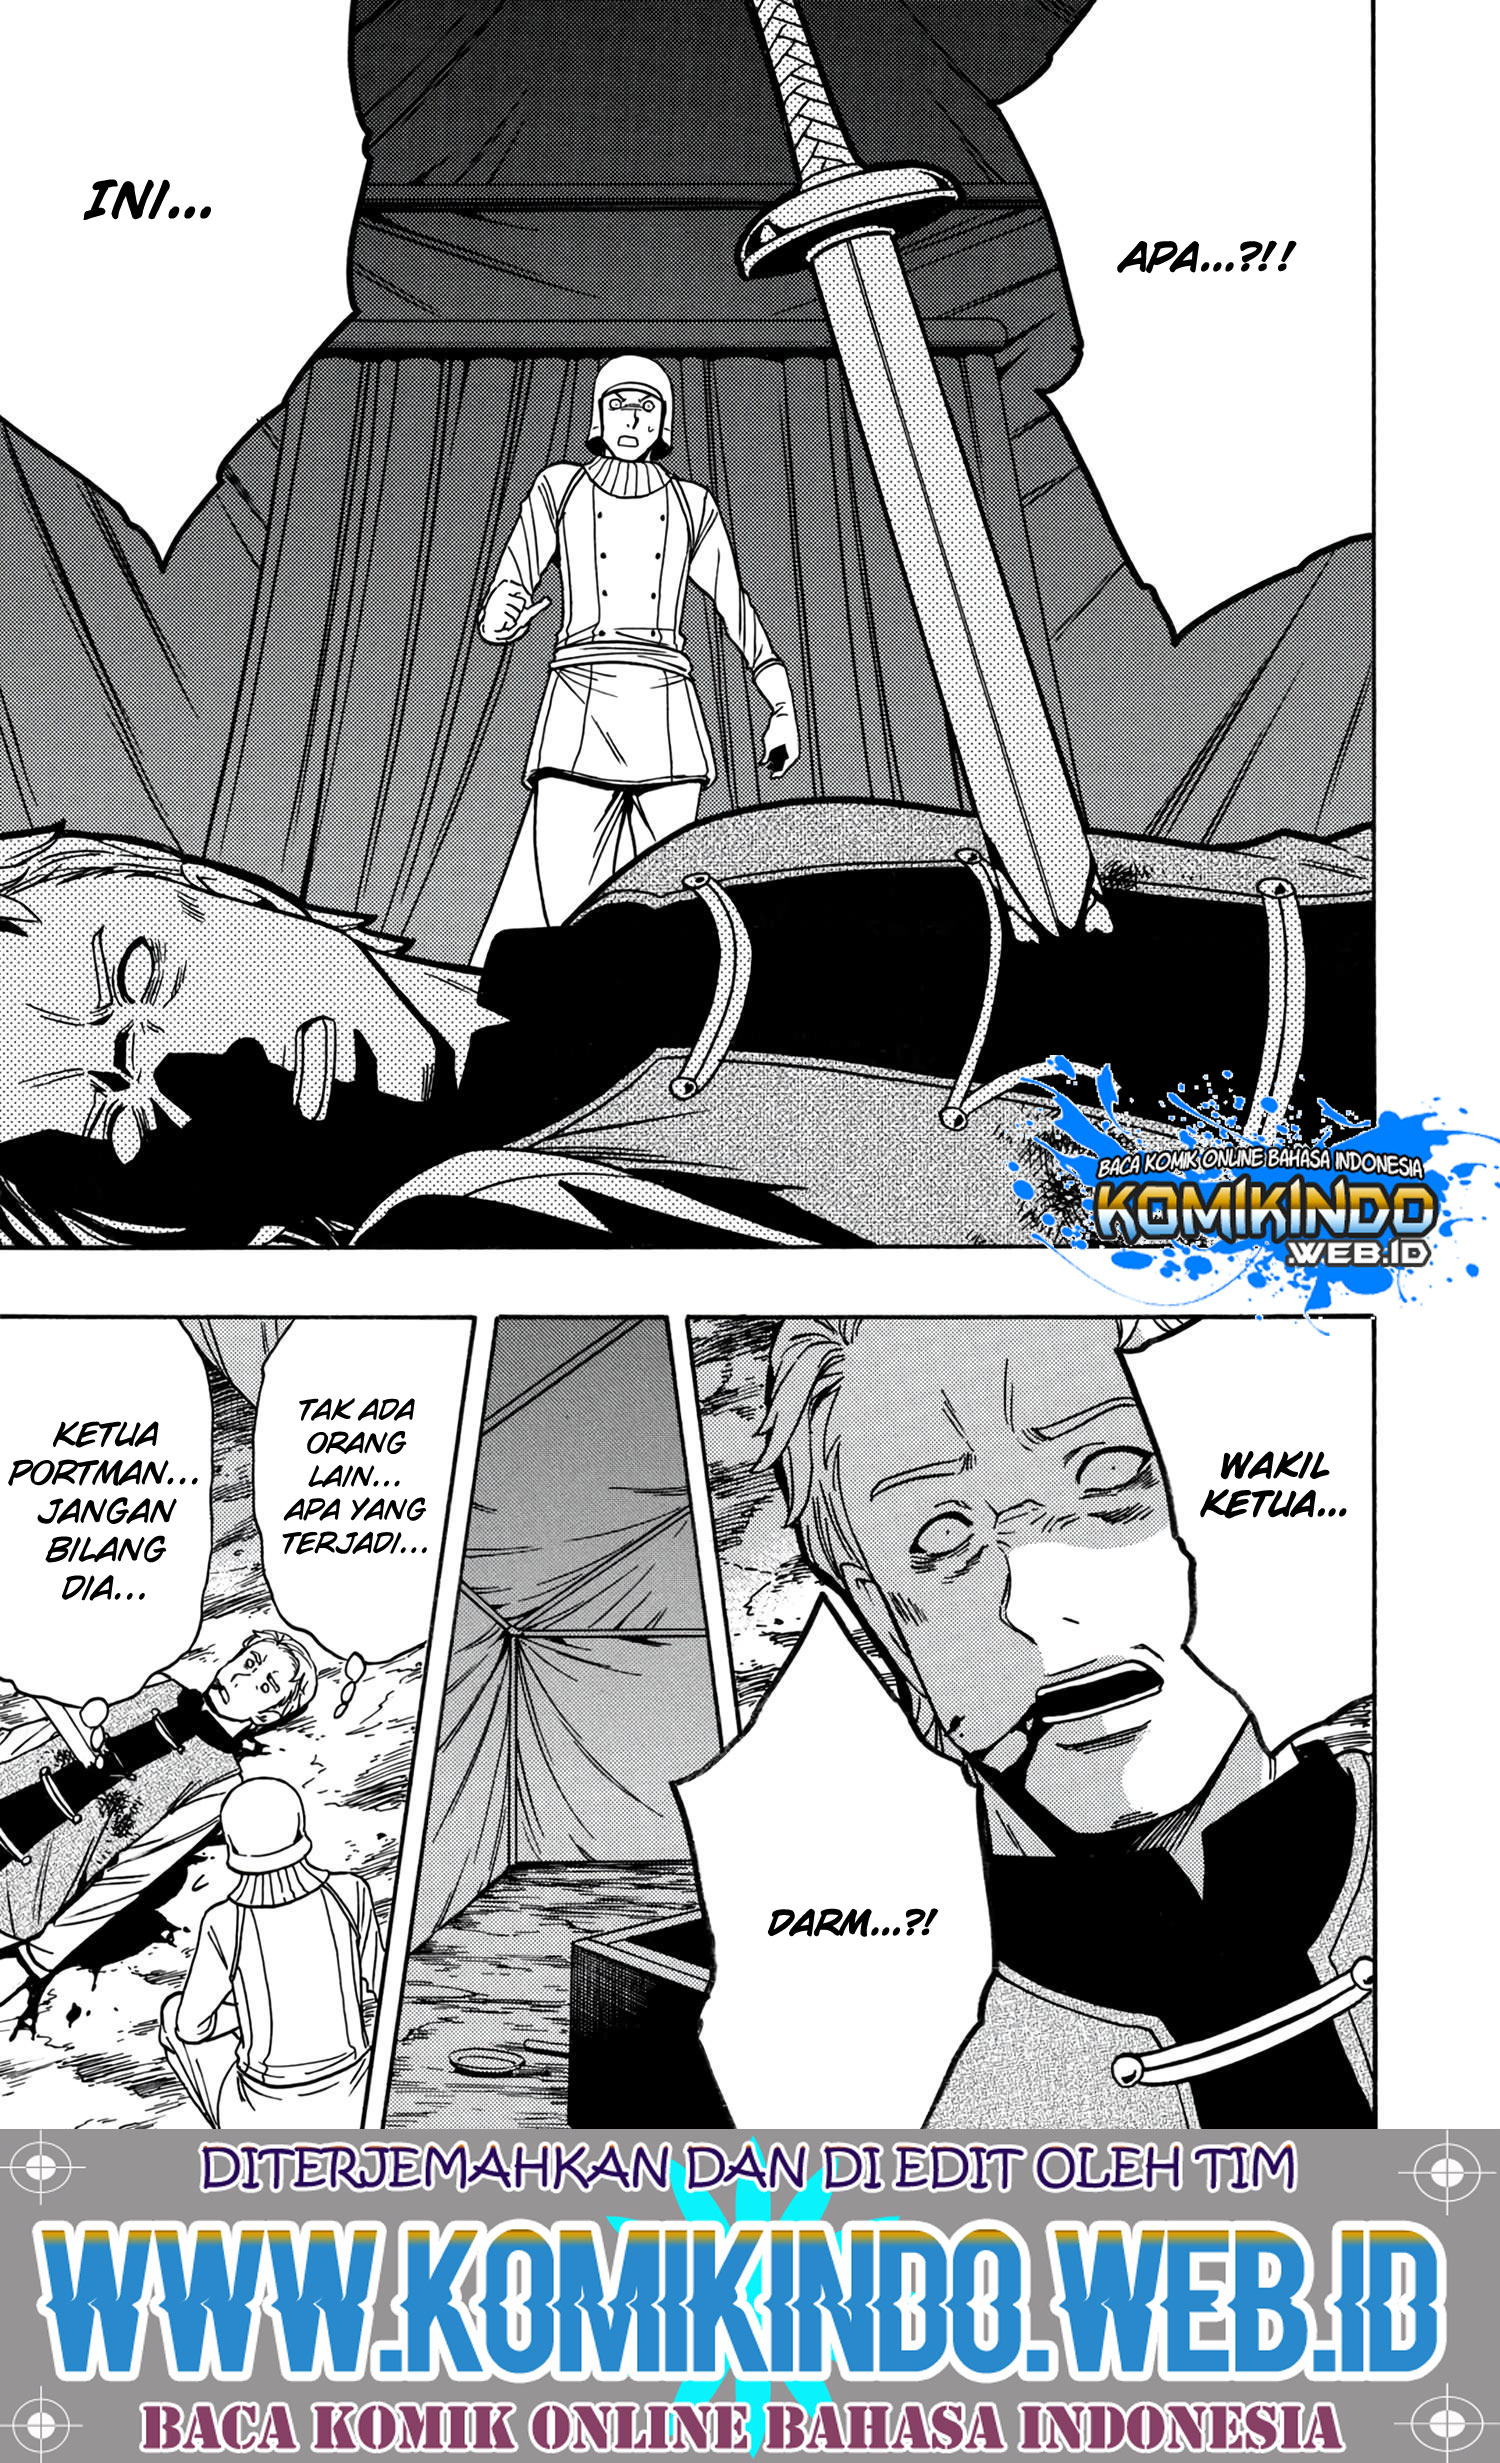 APA...?!!
INI...
BACA KOMIK ONLINE BAHASA INDONESIA
KOMIKINDO
.WEB.ID
WAKIL
KETUA...
DARM...?!
TAK ADA
ORANG
LAIN...
APA YANG
TERJADI...
KETUA
PORTMAN...
JANGAN
BILANG
DIA...
DITERJEMAHKAN DAN DI EDIT OLEH TIM
WWW.KOMIKINDO.WEB.ID
BACA KOMIK ONLINE BAHASA INDONESIA